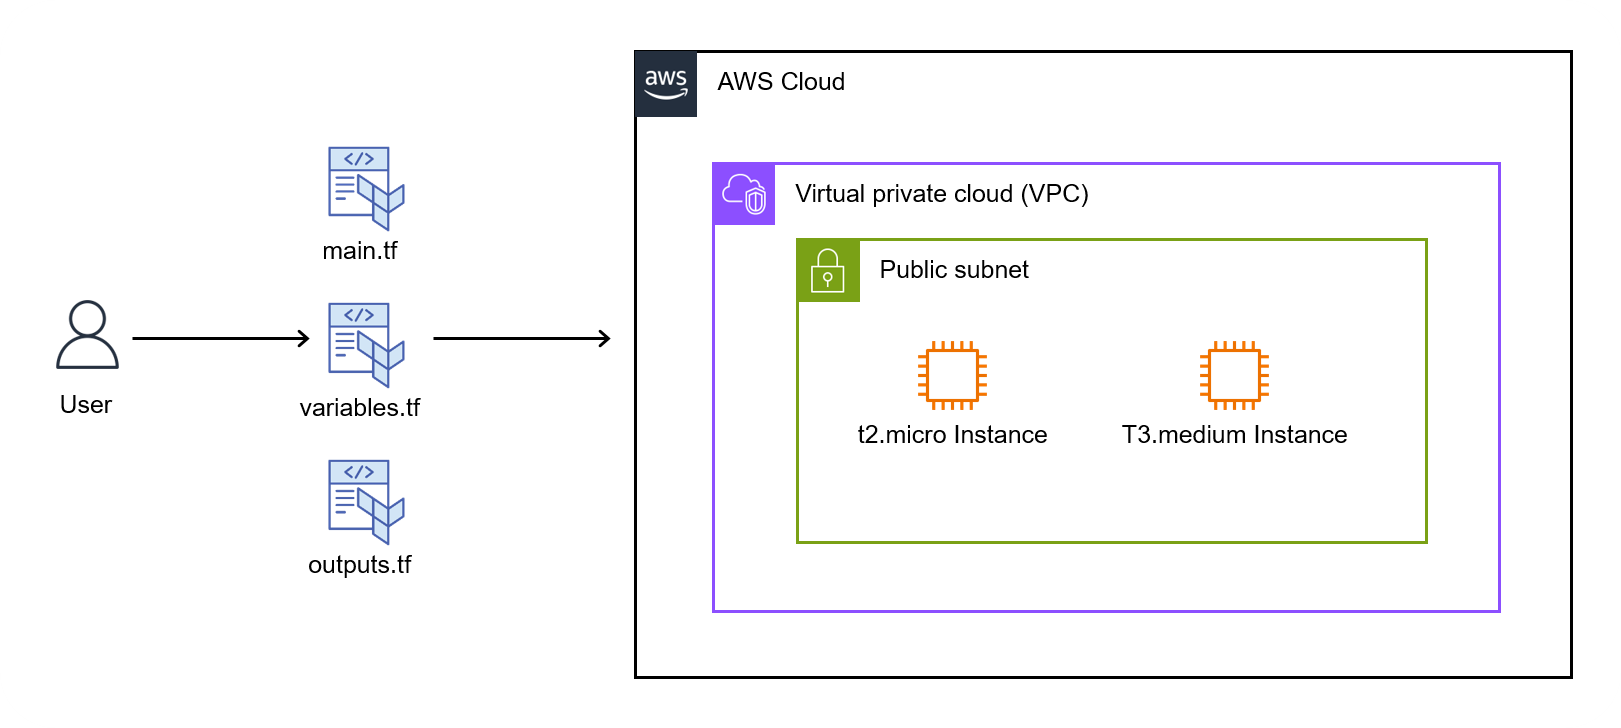 aws
AWS Cloud
</>
main.tf
Virtual private cloud (VPC)
Public subnet
</>
User
variables.tf
t2.micro Instance
T3.medium Instance
</>
outputs.tf